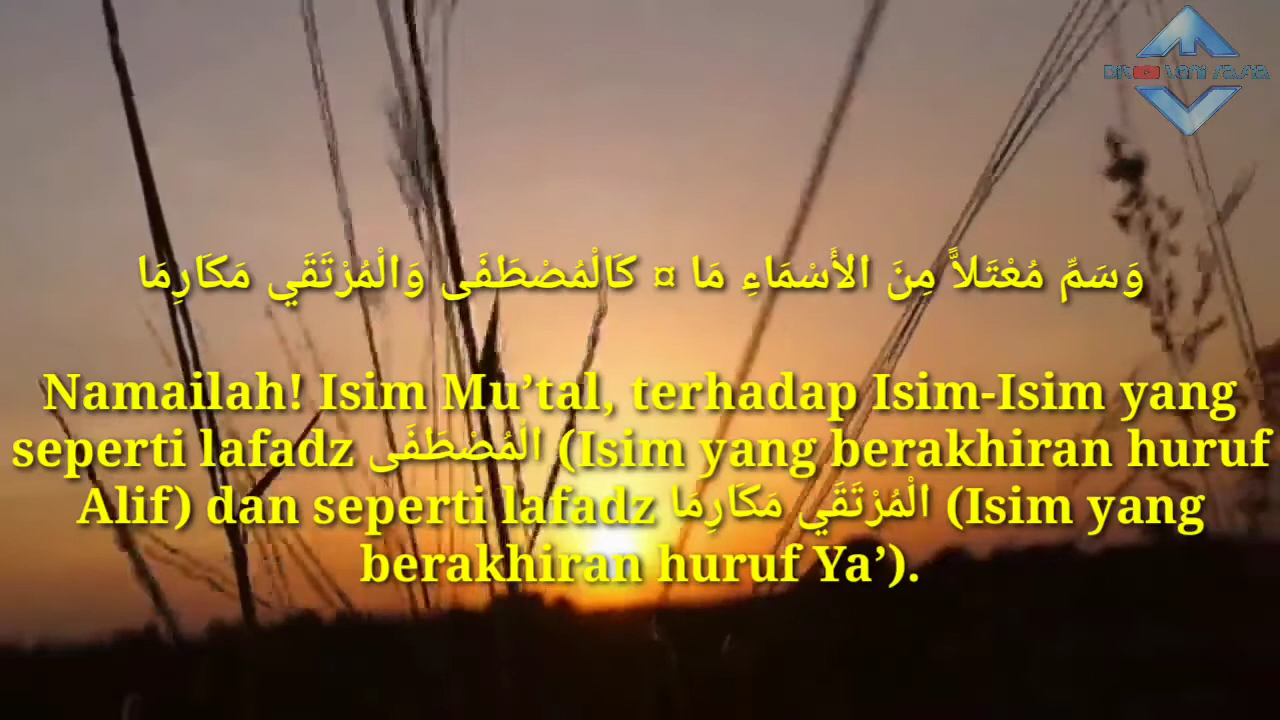 وَسَمِّ مُعْتَلاًّ مِنَ الأَسْمَاءِ مَا ¤ كَالْمُصْطَفَى وَالْمُرْتَقَي مَكَارِمَا
Namailah! Isim Mu’tal, terhadap Isim-Isim yang
seperti lafadz الْمُصْطَفَى (Isim yang berakhiran huruf
Alif) dan seperti lafadz الْمُرْتَقَي مَكَارِمَا (Isim yang
berakhiran huruf Ya’).